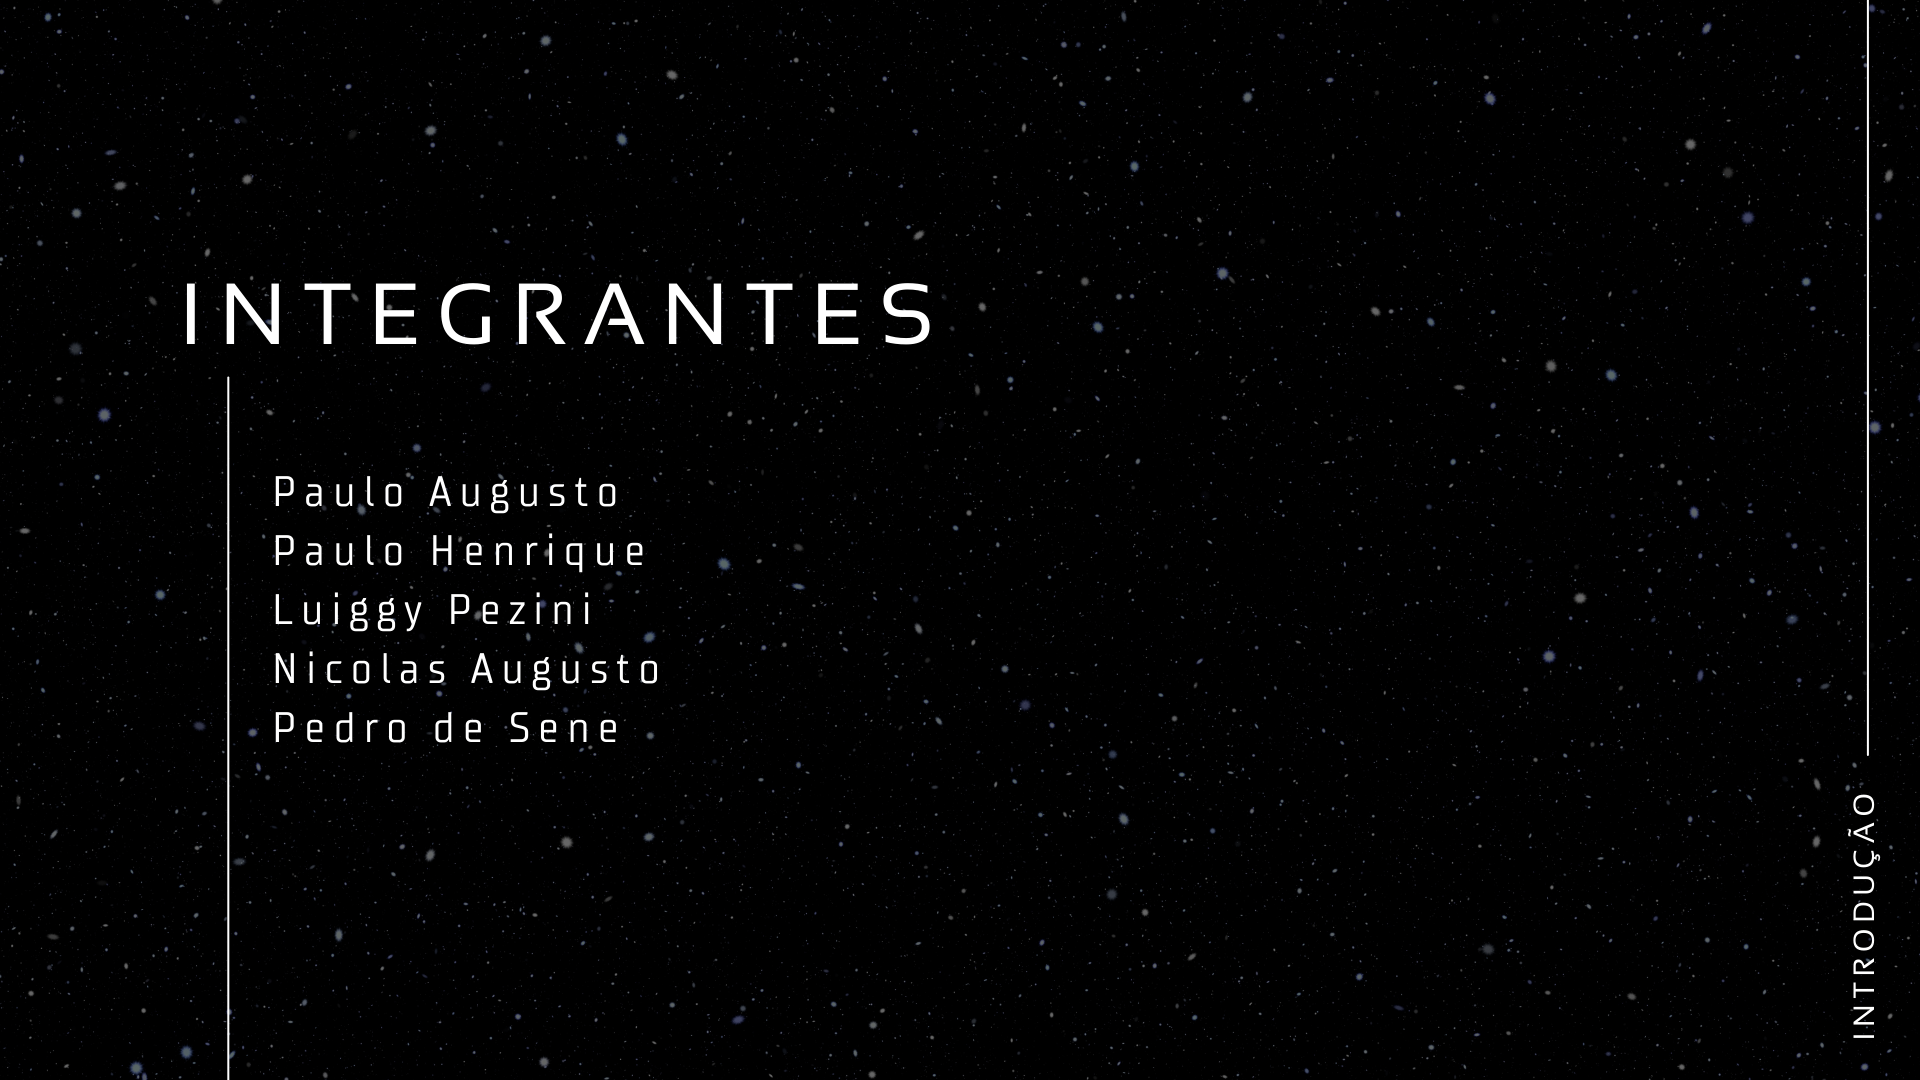 INTEGRANTES
Paulo Augusto
Paulo Henrique
Luiggy Pezini
Nicolas Augusto
Pedro de Sene
INTRODUÇÃO